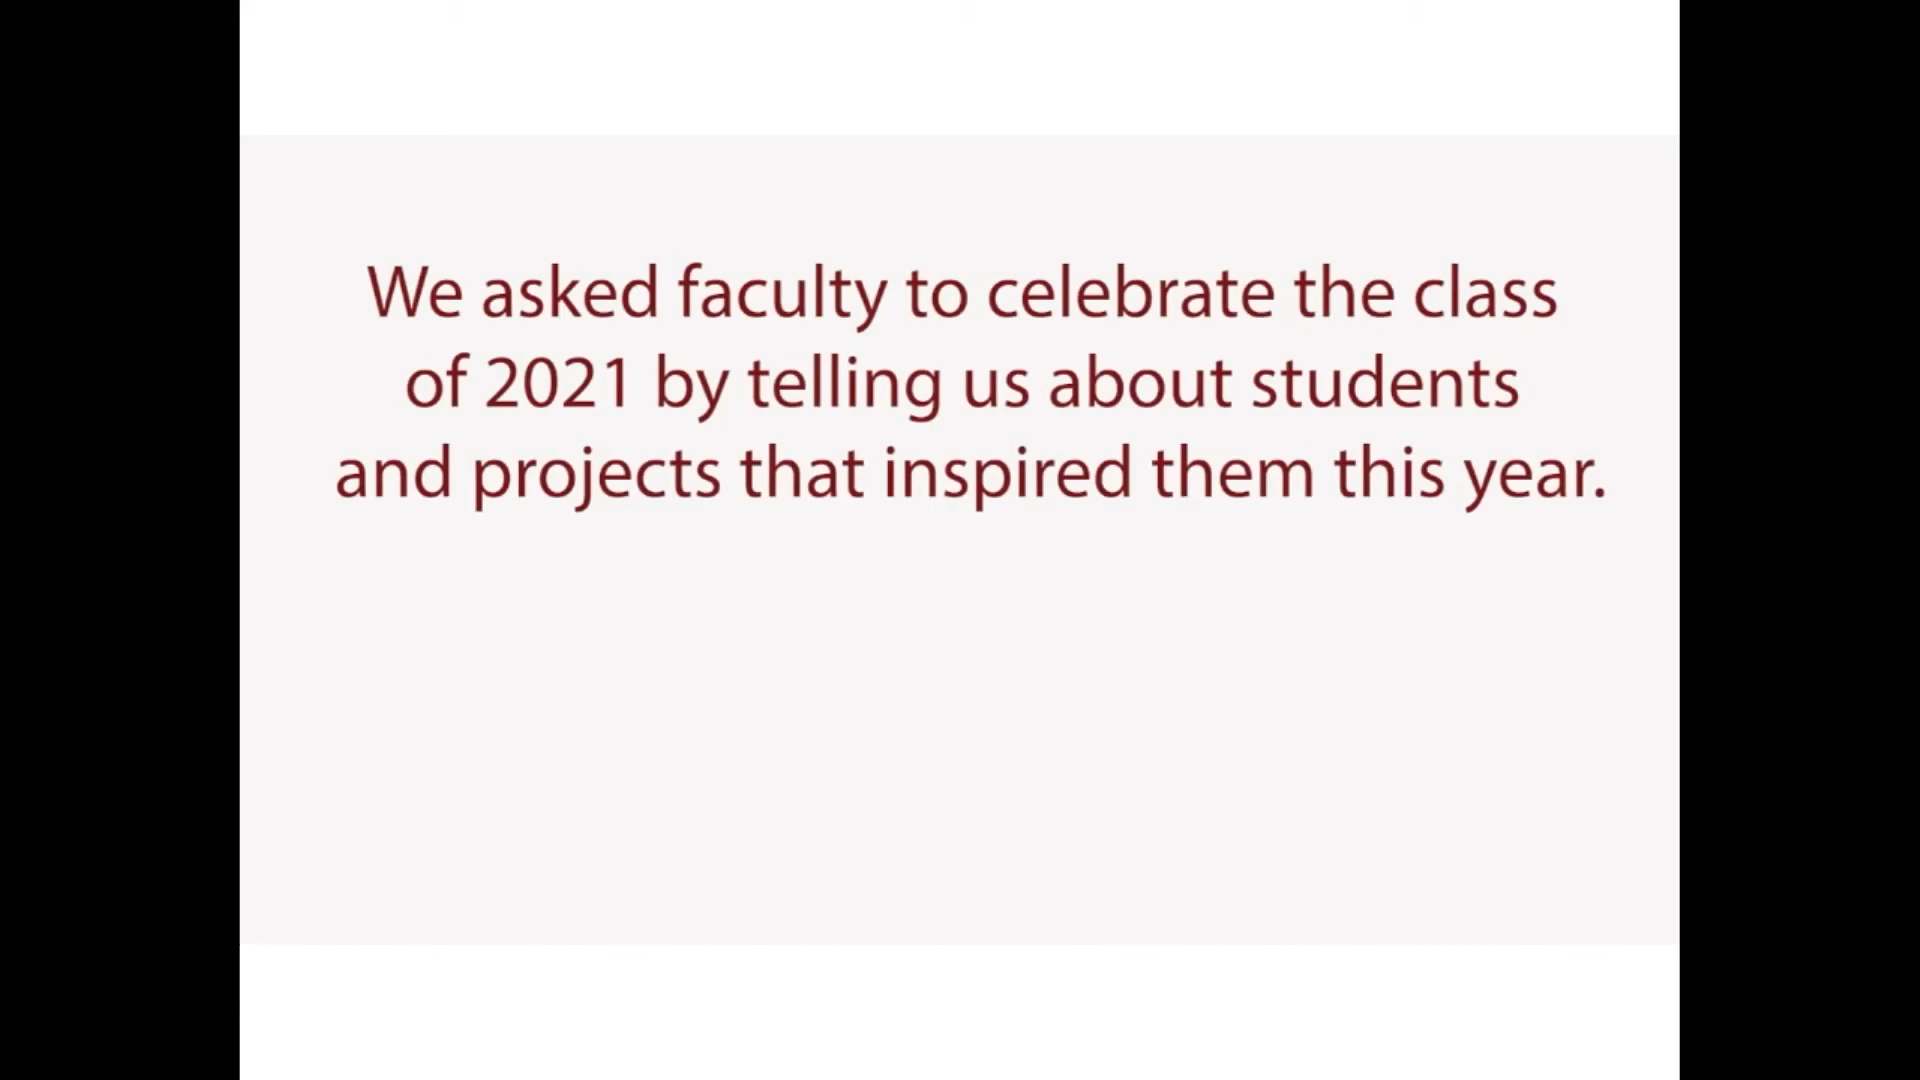 We asked faculty to celebrate the class
of 2021 by telling us about students
and projects that inspired them this year.